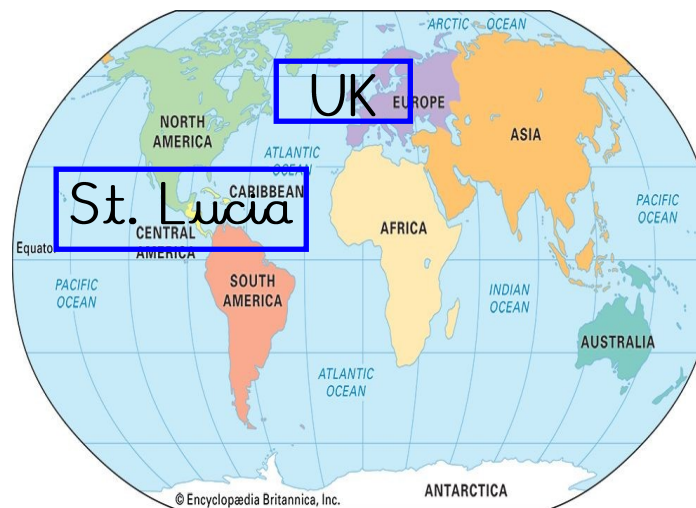 ARCTIC OCEAN
UK
EUROPE
NORTH
AMERICA
ASIA
ATLANTIC
OCEAN
St. Lucia
CARIBBEAN
PACIFIC
OCEAN
AFRICA
CENTRAL
AMERICA
Equator
PACIFIC
OCEAN
SOUTH
AMERICA
INDIAN
OCEAN
AUSTRALIA
ATLANTIC
OCEAN
ANTARCTICA
© Encyclopædia Britannica, Inc.